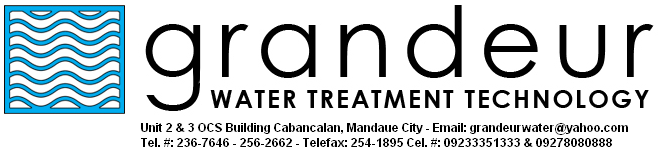 grandeur
WATER TREATMENT TECHNOLOGY
Unit 2 & 3 OCS Building Cabancalan, Mandaue City - Email: grandeurwater@yahoo.com
Tel. #: 236-7646 - 256-2662 - Telefax: 254-1895 Cel. #: 09233351333 & 09278080888